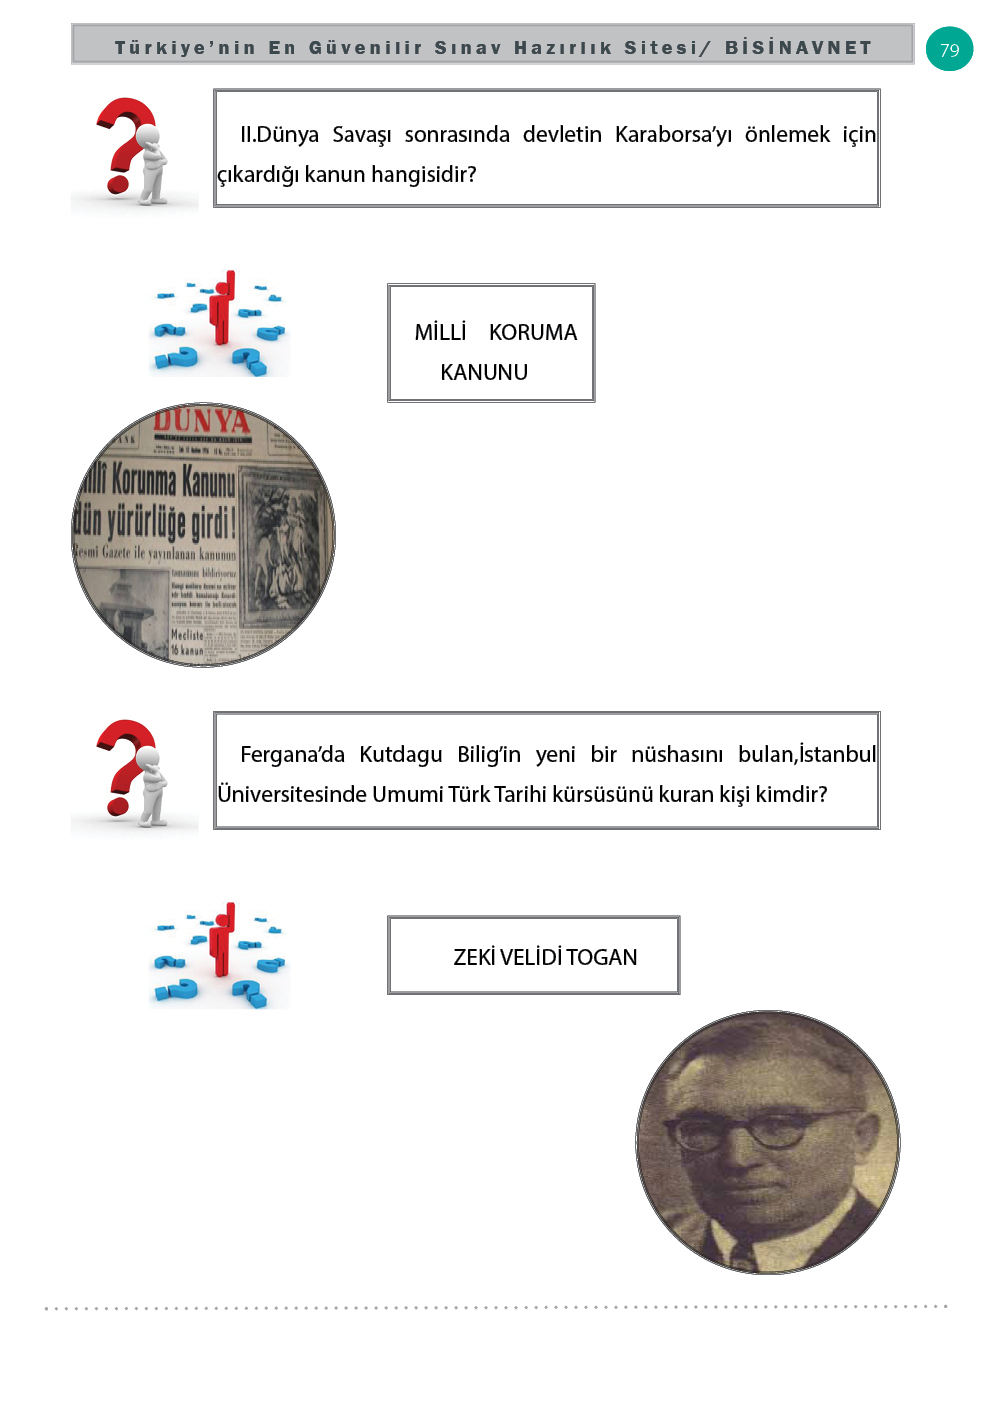 Türkiye’nin En Güvenilir Sınav Hazırlık Sitesi/ BİSİNAVNET
79
II.Dünya Savaşı sonrasında devletin Karaborsa’yı önlemek için
çıkardığı kanun hangisidir?
MİLLİ KORUMA
KANUNU
DÜNYA
illî Korunma Kanunu
dün yürürlüğe girdi!
Resmi Gazete ile yayınlanan kanunun
tamamını bildiriyoruz
Mecliste
16 kanun
Fergana’da Kutdagu Bilig’in yeni bir nüshasını bulan,İstanbul
Üniversitesinde Umumi Türk Tarihi kürsüsünü kuran kişi kimdir?
ZEKİ VELİDİ TOGAN